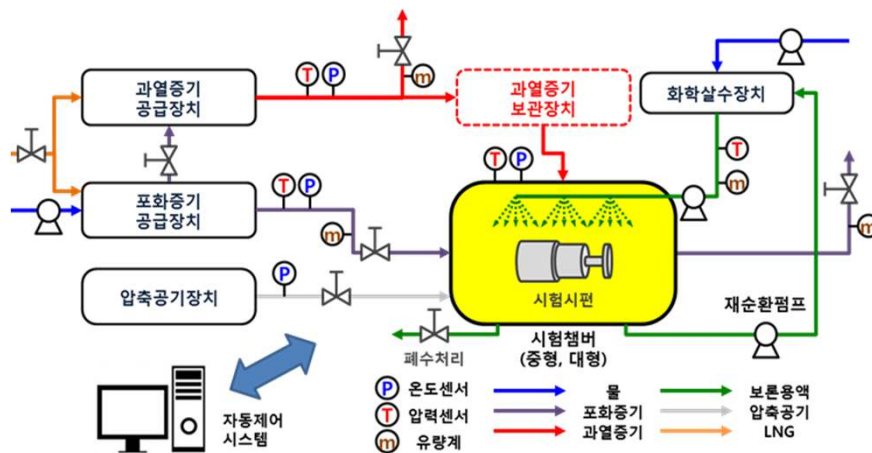 과열증기
공급장치
T
P
m
과열증기
보관장치
화학살수장치
T
m
포화증기
공급장치
T
P
m
T
P
m
압축공기장치
P
시험시편
재순환펌프
폐수처리
시험챔버
(중형, 대형)
자동제어
시스템
P 온도센서
T 압력센서
m 유량계
물
포화증기
과열증기
보론용액
압축공기
LNG